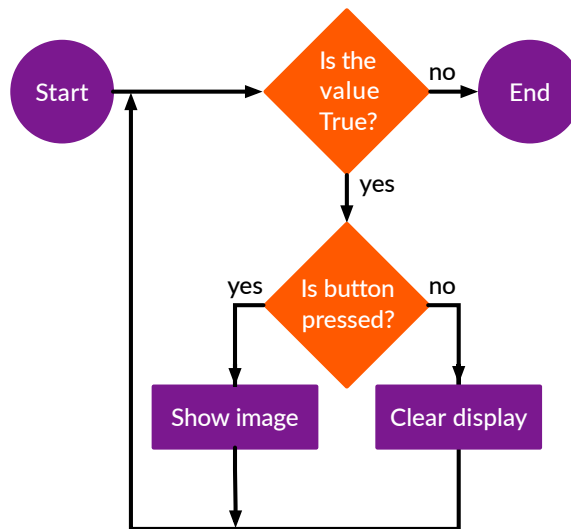 Start
Is the
value
True?
no
End
yes
Is button
pressed?
yes
no
Show image
Clear display